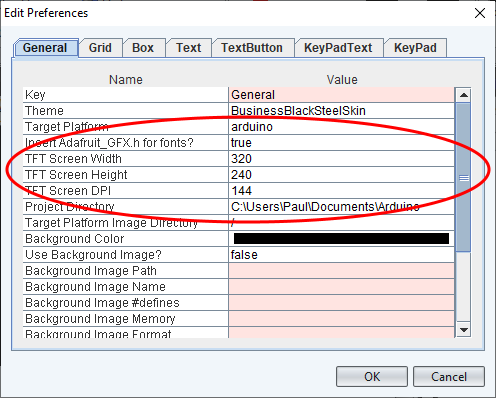 Edit Preferences
General Grid Box Text TextButton KeyPadText KeyPad
Name Value
Key General
Theme BusinessBlackSteelSkin
Target Platform arduino
Insert Adafruit_GFX.h for fonts? true
TFT Screen Width 320
TFT Screen Height 240
TFT Screen DPI 144
Project Directory C:\Users\Paul\Documents\Arduino
Target Platform Image Directory /
Background Color
Use Background Image? false
Background Image Path
Background Image Name
Background Image #defines
Background Image Memory
Background Image Format
OK Cancel